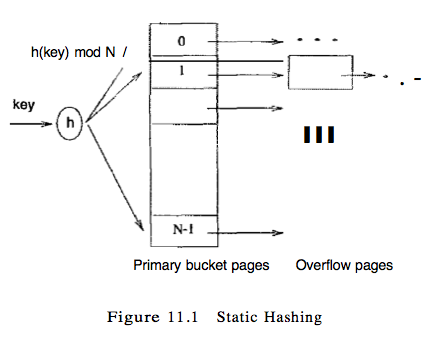 0
h(key) mod N /
1
key
h
N-1
Primary bucket pages Overflow pages
Figure 11.1 Static Hashing